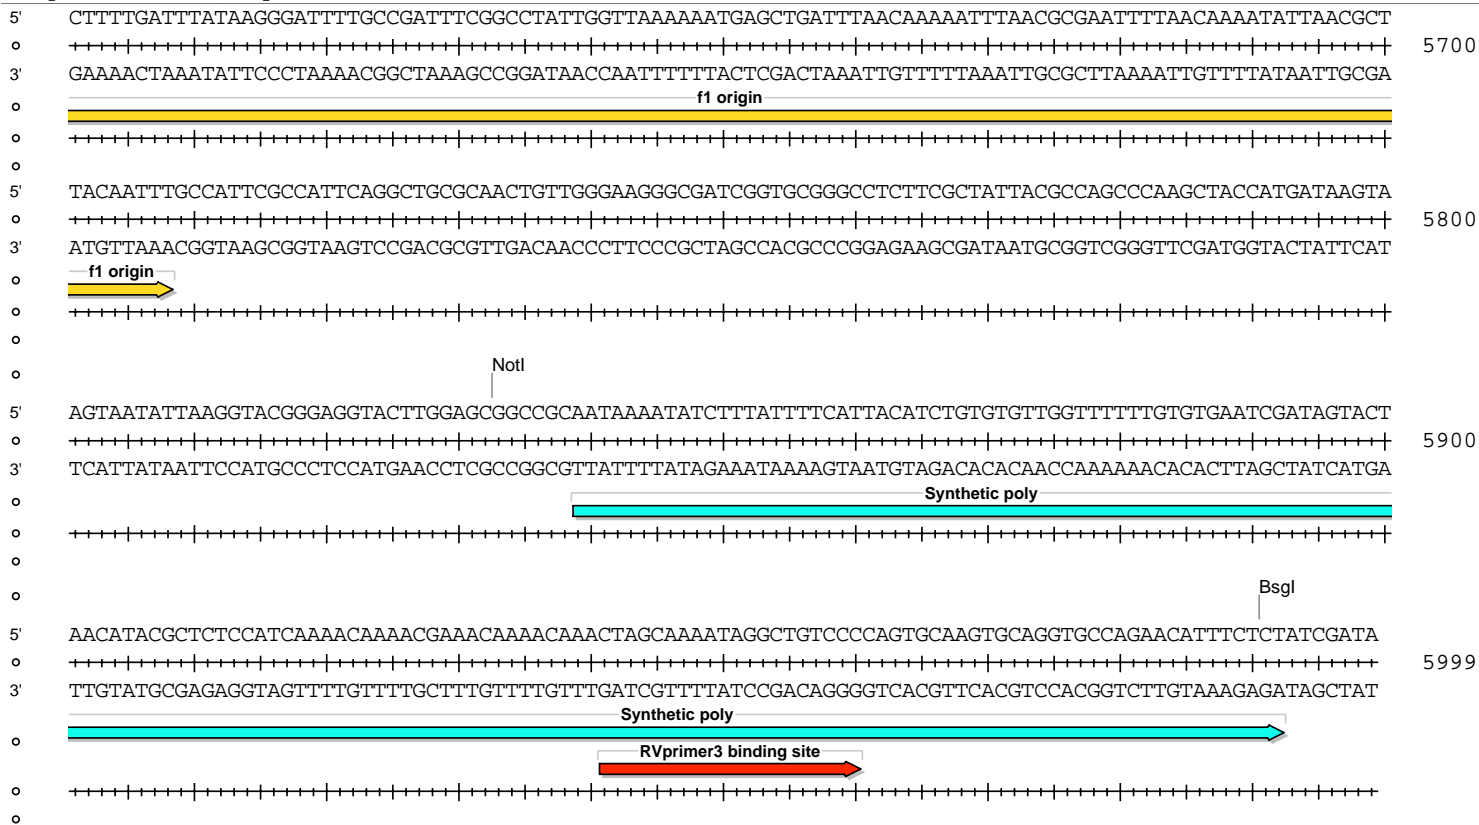 5' CTTTTGATTTATAAGGGATTTTGCCGATTTCGGCCTATTGGTTAAAAAATGAGCTGATTTAACAAAAATTTAACGCGAATTTTAACAAAATATTAACGCT
5700
3' GAAAACTAAATATTCCCTAAAACGGCTAAAGCCGGATAACCAATTTTTTACTCGACTAAATTGTTTTTAAATTGCGCTTAAAATTGTTTTATAATTGCGA
f1 origin
5' TACAATTTGCCATTCGCCATTCAGGCTGCGCAACTGTTGGGAAGGGCGATCGGTGCGGGCCTCTTCGCTATTACGCCAGCCCAAGCTACCATGATAAGTA
5800
3' ATGTTAAACGGTAAGCGGTAAGTCCGACGCGTTGACAACCCTTCCCGCTAGCCACGCCCGGAGAAGCGATAATGCGGTCGGGTTCGATGGTACTATTCAT
f1 origin
NotI
5' AGTAATATTAAGGTACGGGAGGTACTTGGAGCGGCCGCAATAAAATATCTTTATTTTCATTACATCTGTGTGTTGGTTTTTTGTGTGAATCGATAGTACT
5900
3' TCATTATAATTCCATGCCCTCCATGAACCTCGCCGGCGTTATTTTATAGAAATAAAAGTAATGTAGACACACAACCAAAAAACACACTTAGCTATCATGA
Synthetic poly
BsgI
5' AACATACGCTCTCCATCAAAACAAAACGAAACAAAACAAACTAGCAAAATAGGCTGTCCCCAGTGCAAGTGCAGGTGCCAGAACATTTCTCTATCGATA
5999
3' TTGTATGCGAGAGGTAGTTTTGTTTTGCTTTGTTTTGTTTGATCGTTTTATCCGACAGGGGTCACGTTCACGTCCACGGTCTTGTAAAGAGATAGCTAT
Synthetic poly
RVprimer3 binding site